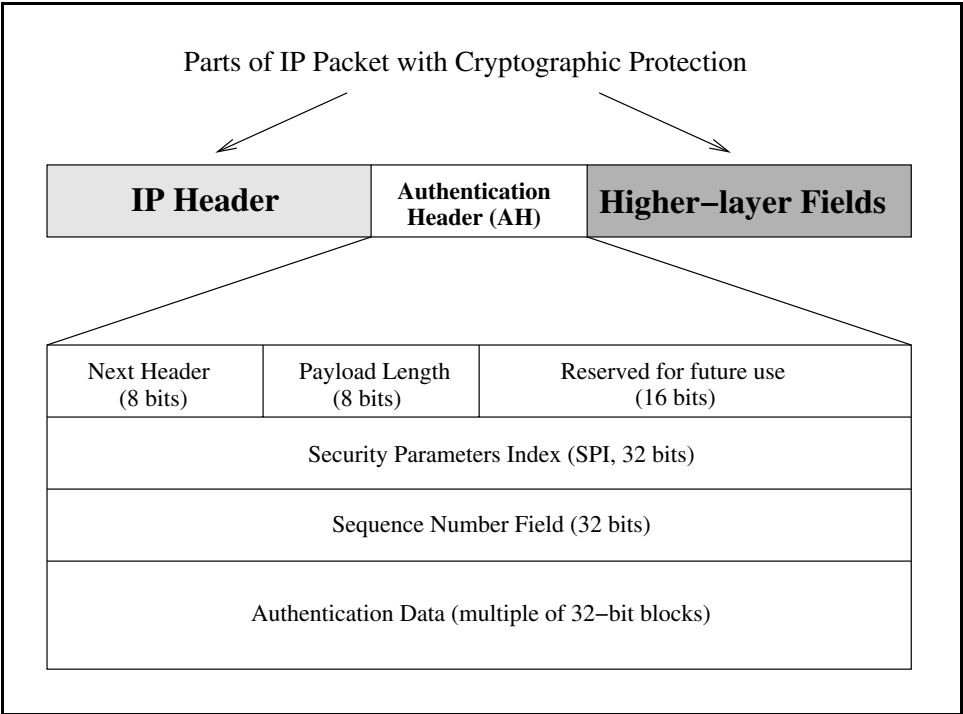 Parts of IP Packet with Cryptographic Protection
IP Header
Authentication
Header (AH)
Higher−layer Fields
Next Header
(8 bits)
Payload Length
(8 bits)
Reserved for future use
(16 bits)
Security Parameters Index (SPI, 32 bits)
Sequence Number Field (32 bits)
Authentication Data (multiple of 32−bit blocks)